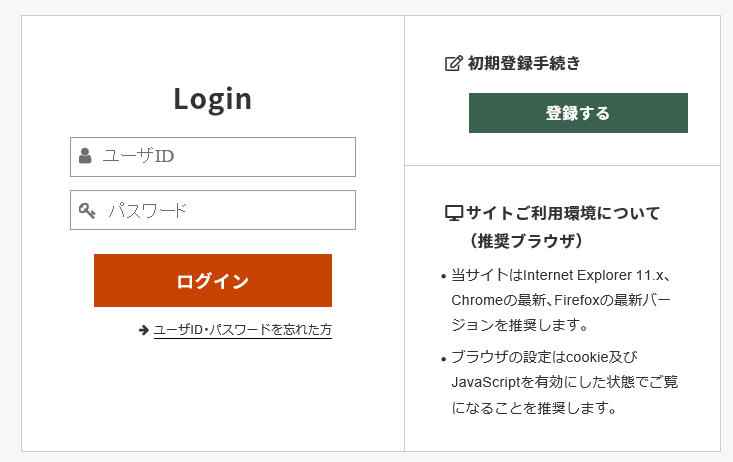 Login
ユーザID
パスワード
ログイン
ユーザID・パスワードを忘れた方
初期登録手続き
登録する
サイトご利用環境について
（推奨ブラウザ）
• 当サイトはInternet Explorer 11.x、
Chromeの最新、Firefoxの最新バー
ジョンを推奨します。
• ブラウザの設定はcookie及び
JavaScriptを有効にした状態でご覧
になることを推奨します。